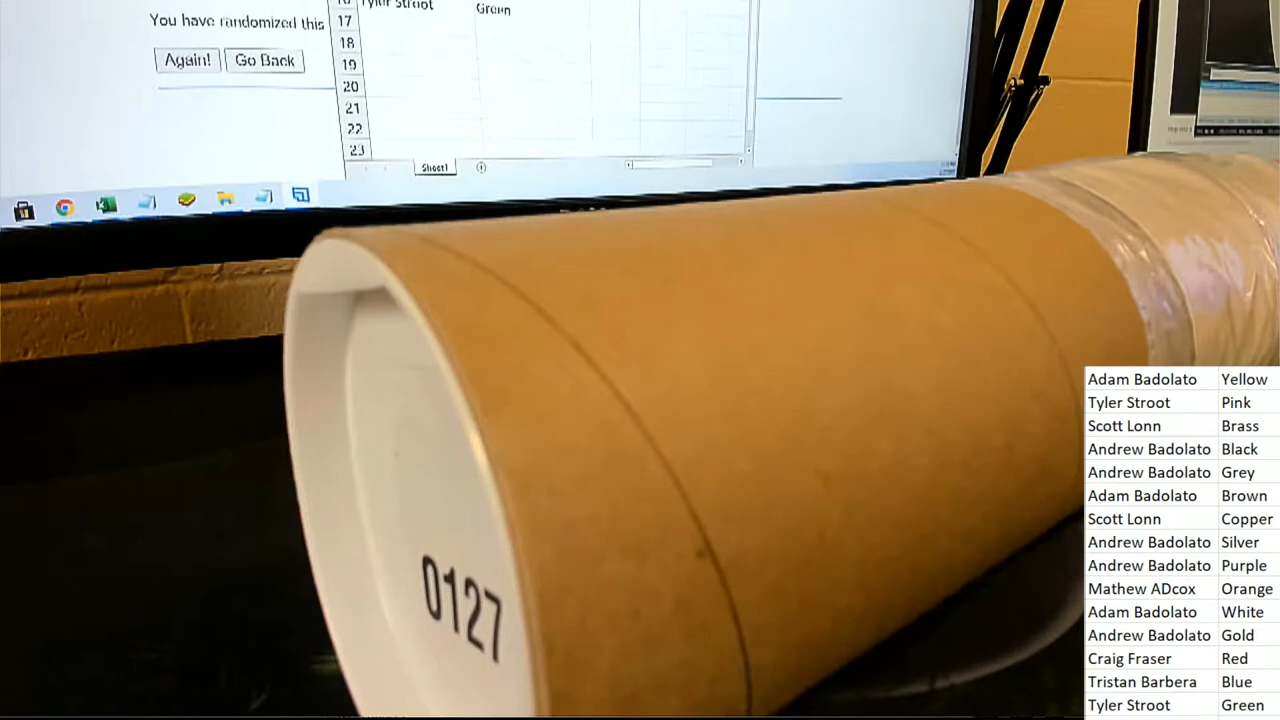 You have randomized this
Again! Go Back
Tyler Stroot Green
17
18
19
20
21
22
23
Sheet1
0127
Adam Badolato Yellow
Tyler Stroot Pink
Scott Lonn Brass
Andrew Badolato Black
Andrew Badolato Grey
Adam Badolato Brown
Scott Lonn Copper
Andrew Badolato Silver
Andrew Badolato Purple
Mathew ADcox Orange
Adam Badolato White
Andrew Badolato Gold
Craig Fraser Red
Tristan Barbera Blue
Tyler Stroot Green